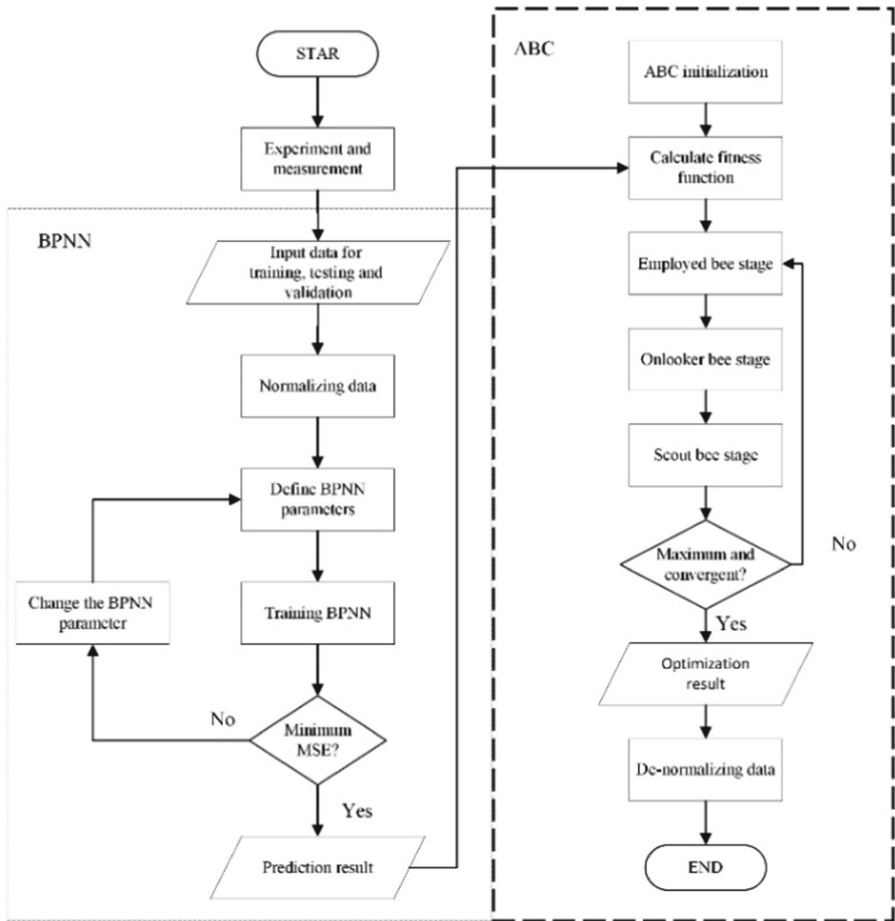 STAR
Experiment and
measurement
BPNN
Input data for
training, testing and
validation
Normalizing data
Define BPNN
parameters
Change the BPNN
parameter
Training BPNN
No
Minimum
MSE?
Yes
Prediction result
ABC
ABC initialization
Calculate fitness
function
Employed bee stage
Onlooker bee stage
Scout bee stage
Maximum and
convergent?
No
Yes
Optimization
result
De-normalizing data
END